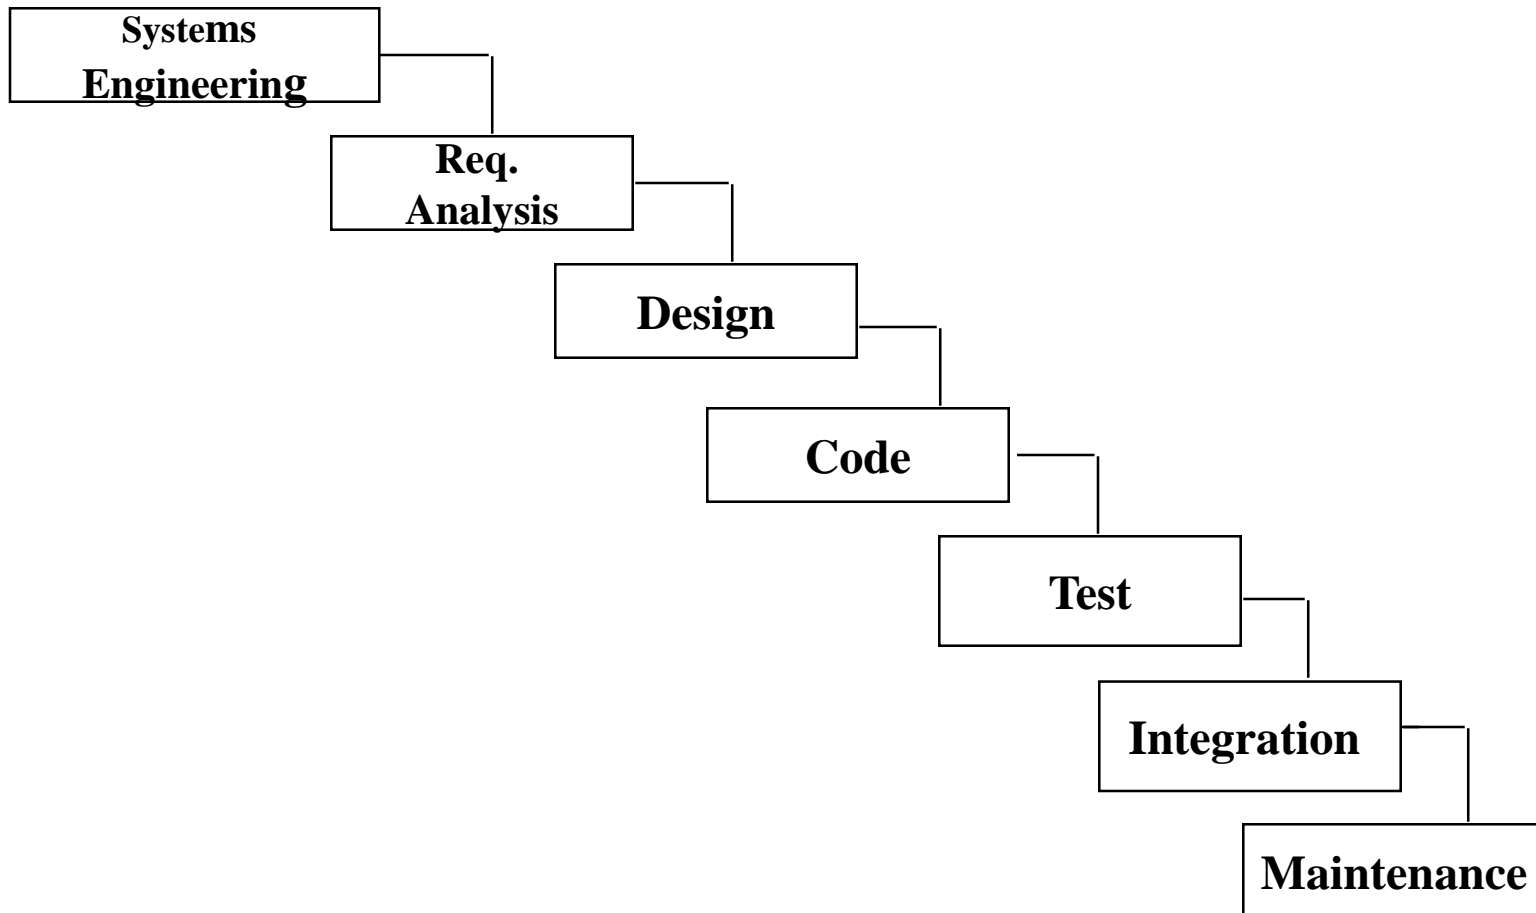 Systems
Engineering
Req.
Analysis
Design
Code
Test
Integration
Maintenance